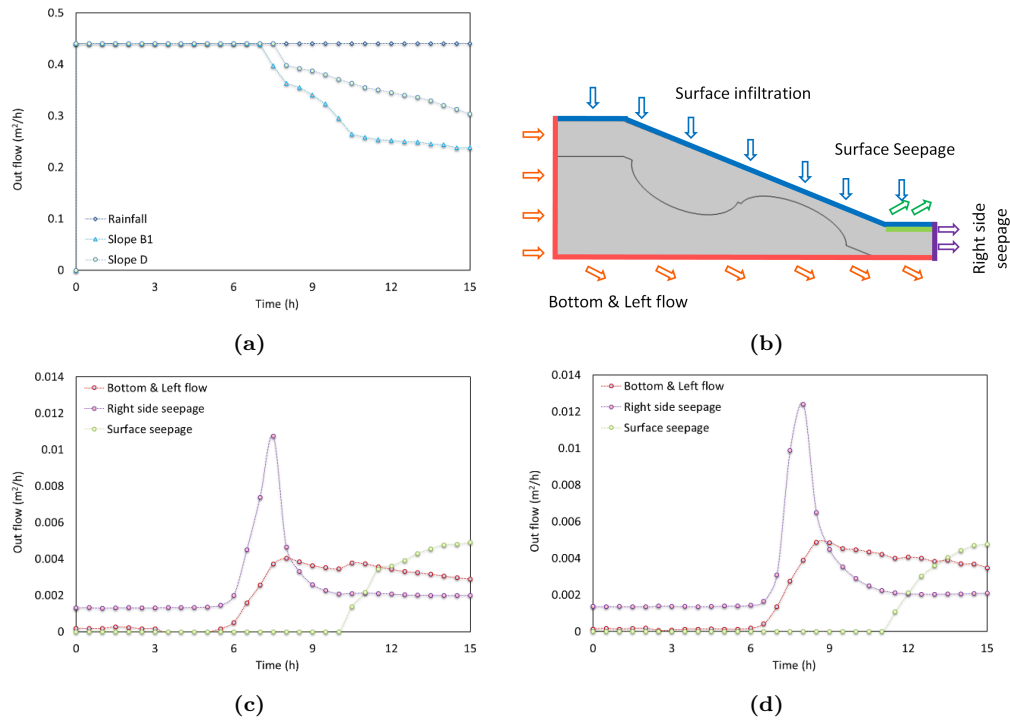 0.5
0.4
0.3
0.2
0.1
0
Out flow (m²/h)
Rainfall
Slope B1
Slope D
0 3 6 9 12 15
Time (h)
(a)
Surface infiltration
Surface Seepage
Right side
seepage
Bottom & Left flow
(b)
0.014
0.012
0.01
0.008
0.006
0.004
0.002
0
Out flow (m²/h)
Bottom & Left flow
Right side seepage
Surface seepage
0 3 6 9 12 15
Time (h)
(c)
0.014
0.012
0.01
0.008
0.006
0.004
0.002
0
Out flow (m²/h)
Bottom & Left flow
Right side seepage
Surface seepage
0 3 6 9 12 15
Time (h)
(d)